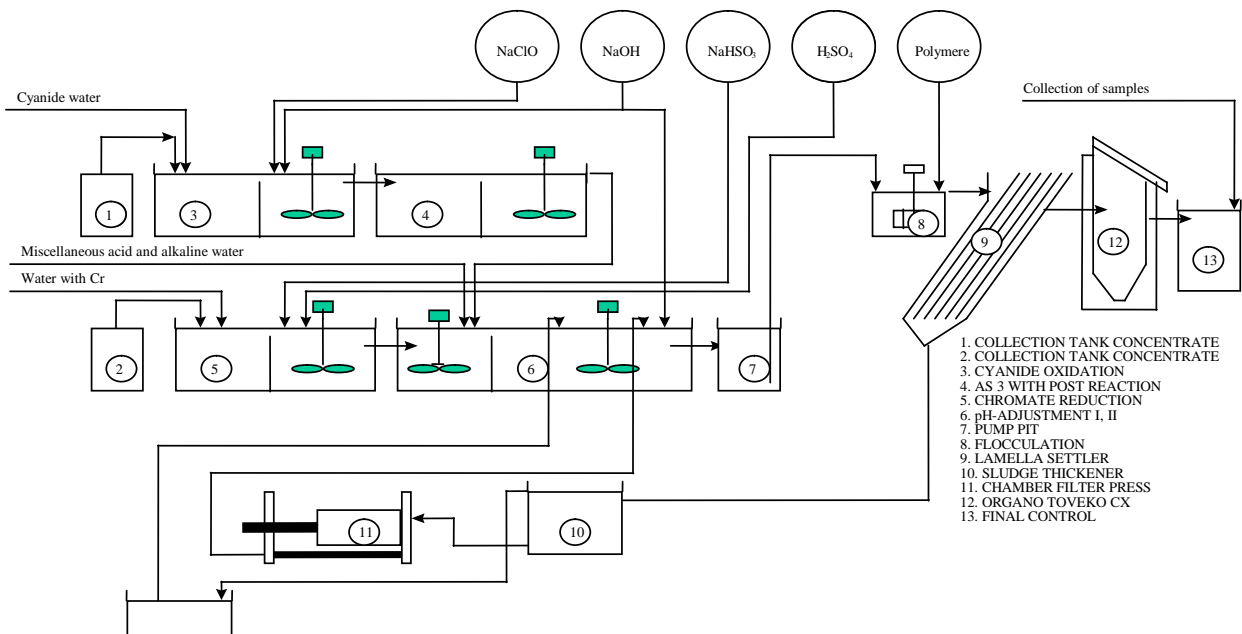 NaClO
NaOH
NaHSO₃
H₂SO₄
Polymere
Collection of samples
Cyanide water
1
3
4
8
9
12
13
Miscellaneous acid and alkaline water
Water with Cr
2
5
6
7
1. COLLECTION TANK CONCENTRATE
2. COLLECTION TANK CONCENTRATE
3. CYANIDE OXIDATION
4. AS 3 WITH POST REACTION
5. CHROMATE REDUCTION
6. pH-ADJUSTMENT I, II
7. PUMP PIT
8. FLOCCULATION
9. LAMELLA SETTLER
10. SLUDGE THICKENER
11. CHAMBER FILTER PRESS
12. ORGANO TOVEKO CX
13. FINAL CONTROL
11
10